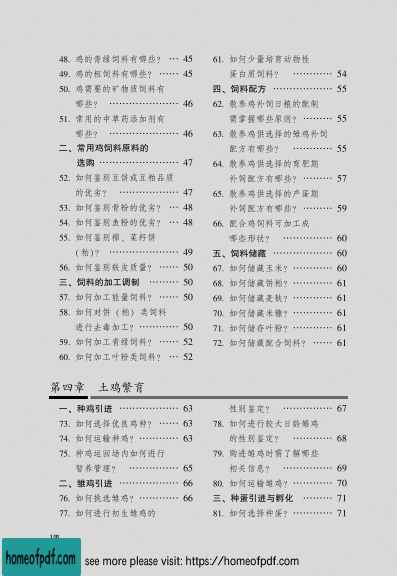 48. 鸡的青绿饲料有哪些? … 45
49. 鸡的粗饲料有哪些? … 45
50. 鸡需要的矿物质饲料有
哪些? ………………… 46
51. 常用的中草药添加剂有
哪些? ………………… 46
二、常用鸡饲料原料的
选购 …………………… 47
52. 如何鉴别豆饼或豆粕品质
的优劣? ……………… 47
53. 如何鉴别骨粉的优劣? … 48
54. 如何鉴别鱼粉的优劣? … 48
55. 如何鉴别棉、菜籽饼
(粕)? ………………… 49
56. 如何鉴别麸皮质量? …… 50
三、饲料的加工调制 ……… 50
57. 如何加工能量饲料? …… 50
58. 如何对饼(粕)类饲料
进行去毒加工? ………… 50
59. 如何加工青绿饲料? …… 52
60. 如何加工叶粉类饲料? … 52
61. 如何少量培育动物性
蛋白质饲料? ………… 54
四、饲料配方 ……………… 55
62. 散养鸡补饲日粮的配制
需掌握哪些原则? …… 55
63. 散养鸡供选择的雏鸡补饲
配方有哪些? ………… 55
64. 散养鸡供选择的育肥期
补饲配方有哪些? …… 57
65. 散养鸡供选择的产蛋期
补饲配方有哪些? …… 59
66. 配合鸡饲料可加工成
哪些形状? …………… 60
五、饲料储藏 ……………… 60
67. 如何储藏玉米? ……… 60
68. 如何储藏饼粕? ……… 61
69. 如何储藏麦麸? ……… 61
70. 如何储藏米糠? ……… 61
71. 如何储存叶粉? ……… 61
72. 如何储藏配合饲料? …… 61
第四章 土鸡繁育
一、种鸡引进 ……………… 63
73. 如何选择优良鸡种? …… 63
74. 如何运输种鸡? ………… 63
75. 种鸡运回场内如何进行
暂养管理? ……………… 65
二、雏鸡引进 ……………… 66
76. 如何挑选雏鸡? ………… 66
77. 如何进行初生雏鸡的
性别鉴定? …………… 67
78. 如何进行较大日龄雏鸡
的性别鉴定? ………… 68
79. 购进雏鸡时需了解哪些
相关信息? …………… 69
80. 如何运输雏鸡? ……… 70
三、种蛋引进与孵化 ……… 71
81. 如何选择种蛋? ……… 71
homeofpdf.com
see more please visit: https://homeofpdf.com